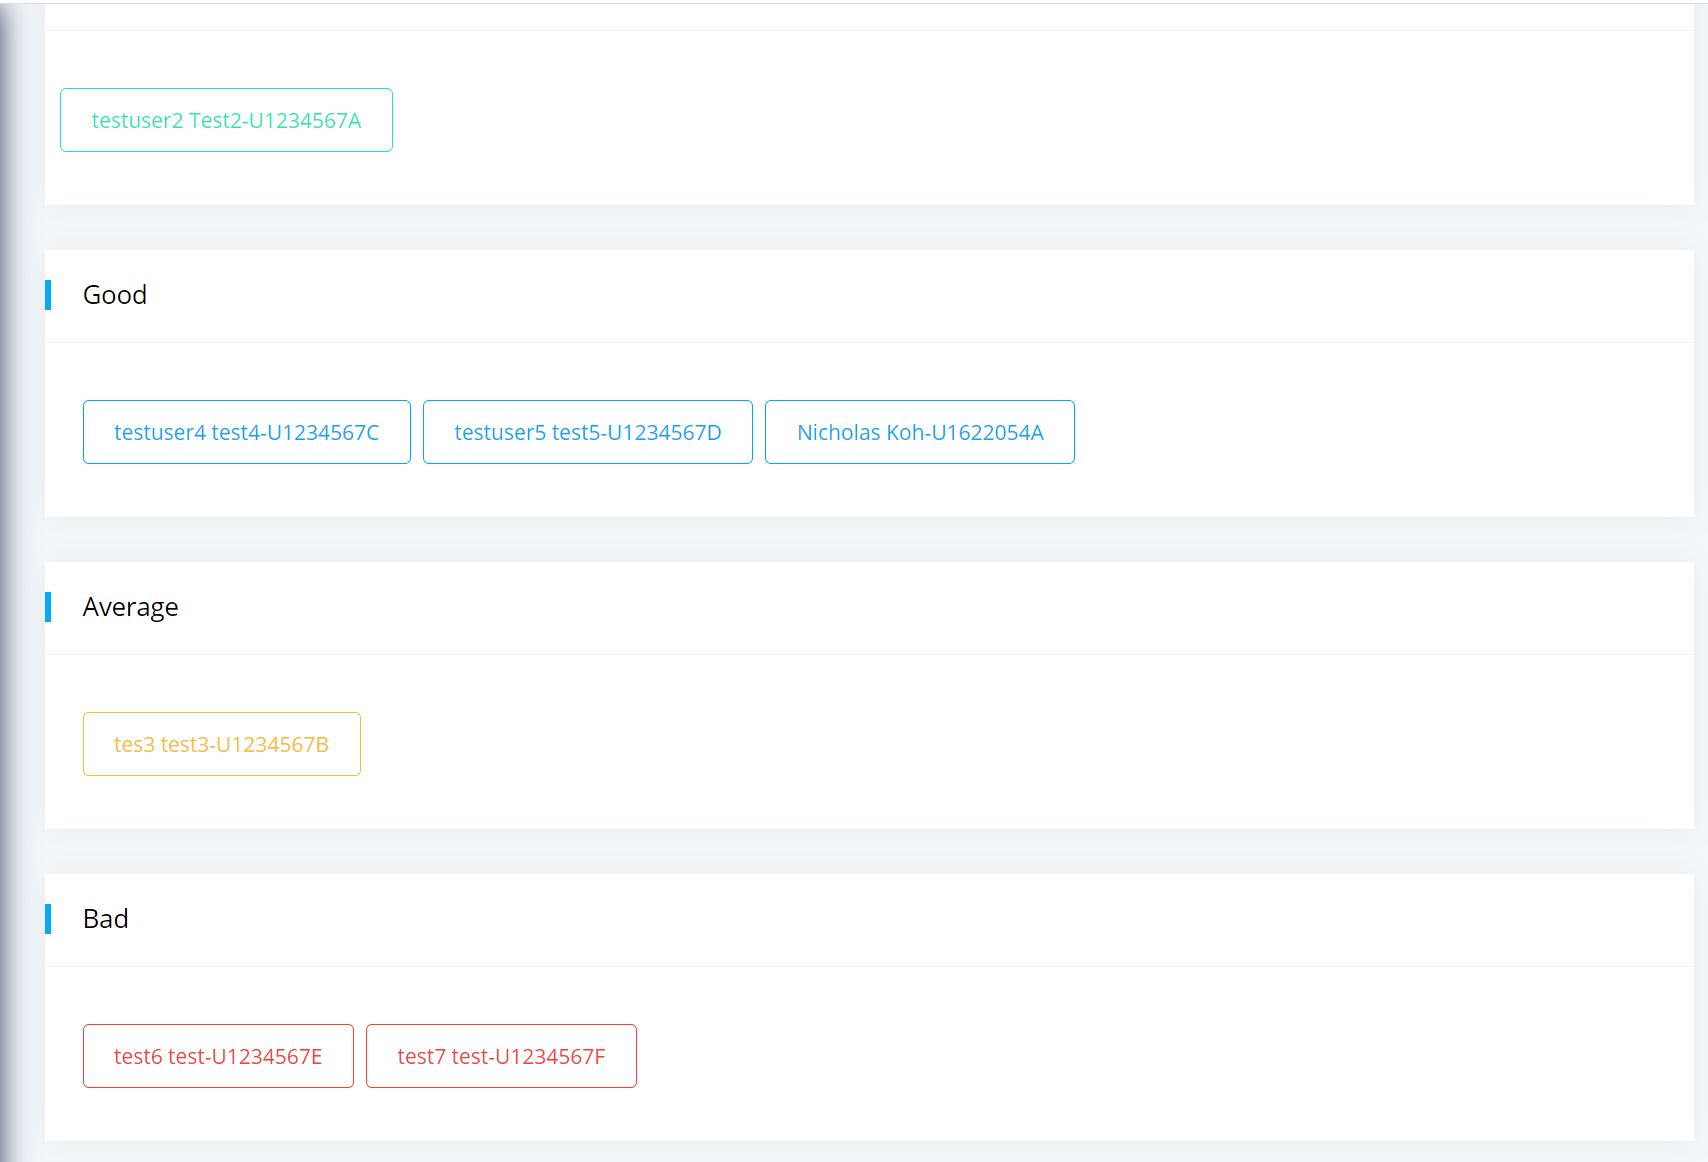 testuser2 Test2-U1234567A
Good
testuser4 test4-U1234567C testuser5 test5-U1234567D Nicholas Koh-U1622054A
Average
tes3 test3-U1234567B
Bad
test6 test-U1234567E test7 test-U1234567F